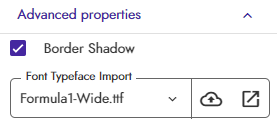 Advanced properties
Border Shadow
Font Typeface Import
Formula1-Wide.ttf